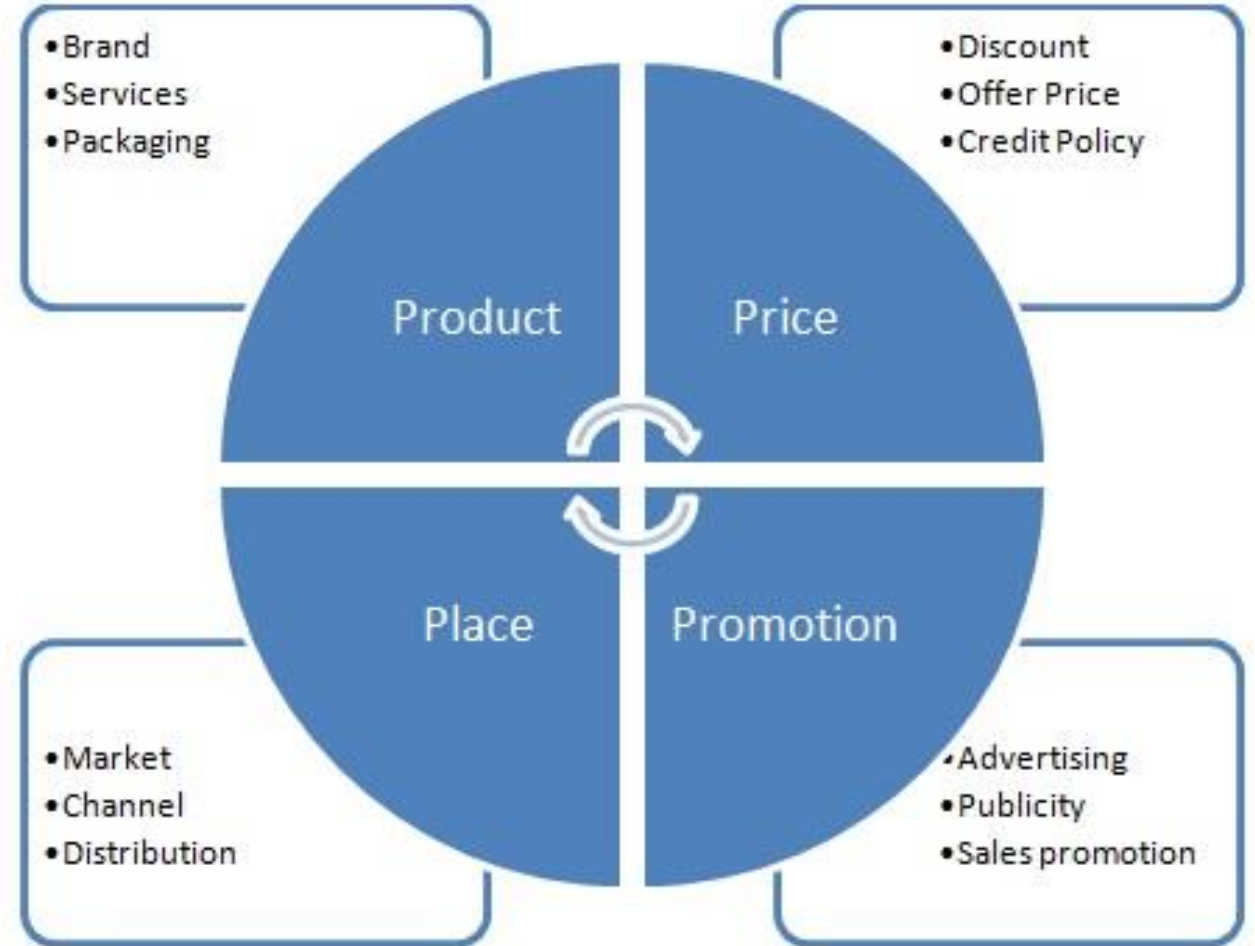 •Brand
•Services
•Packaging
•Discount
•Offer Price
•Credit Policy
Product
Price
Place
Promotion
•Market
•Channel
•Distribution
•Advertising
•Publicity
•Sales promotion